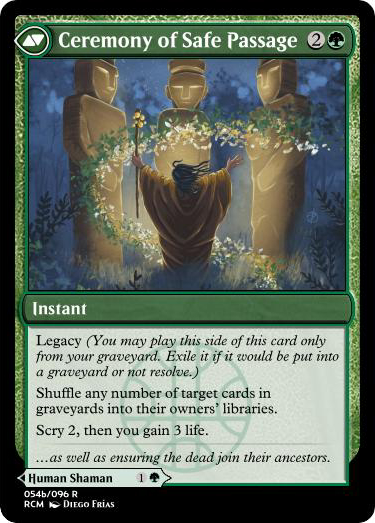 Ceremony of Safe Passage 2
Instant
Legacy (You may play this side of this card only
from your graveyard. Exile it if it would be put into
a graveyard or not resolve.)
Shuffle any number of target cards in
graveyards into their owners' libraries.
Scry 2, then you gain 3 life.
…as well as ensuring the dead join their ancestors.
Human Shaman 1
054b/096 R
RCM Diego Frías